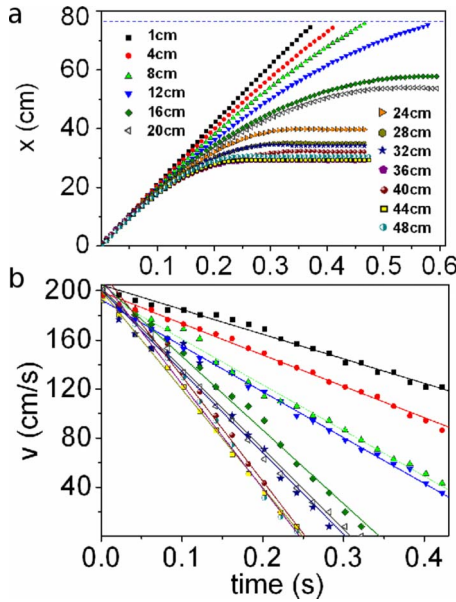 a
x (cm)
80
60
40
20
0
1cm
4cm
8cm
12cm
16cm
20cm
24cm
28cm
32cm
36cm
40cm
44cm
48cm
0.1 0.2 0.3 0.4 0.5 0.6
b
v (cm/s)
200
160
120
80
40
0.0 0.1 0.2 0.3 0.4
time (s)